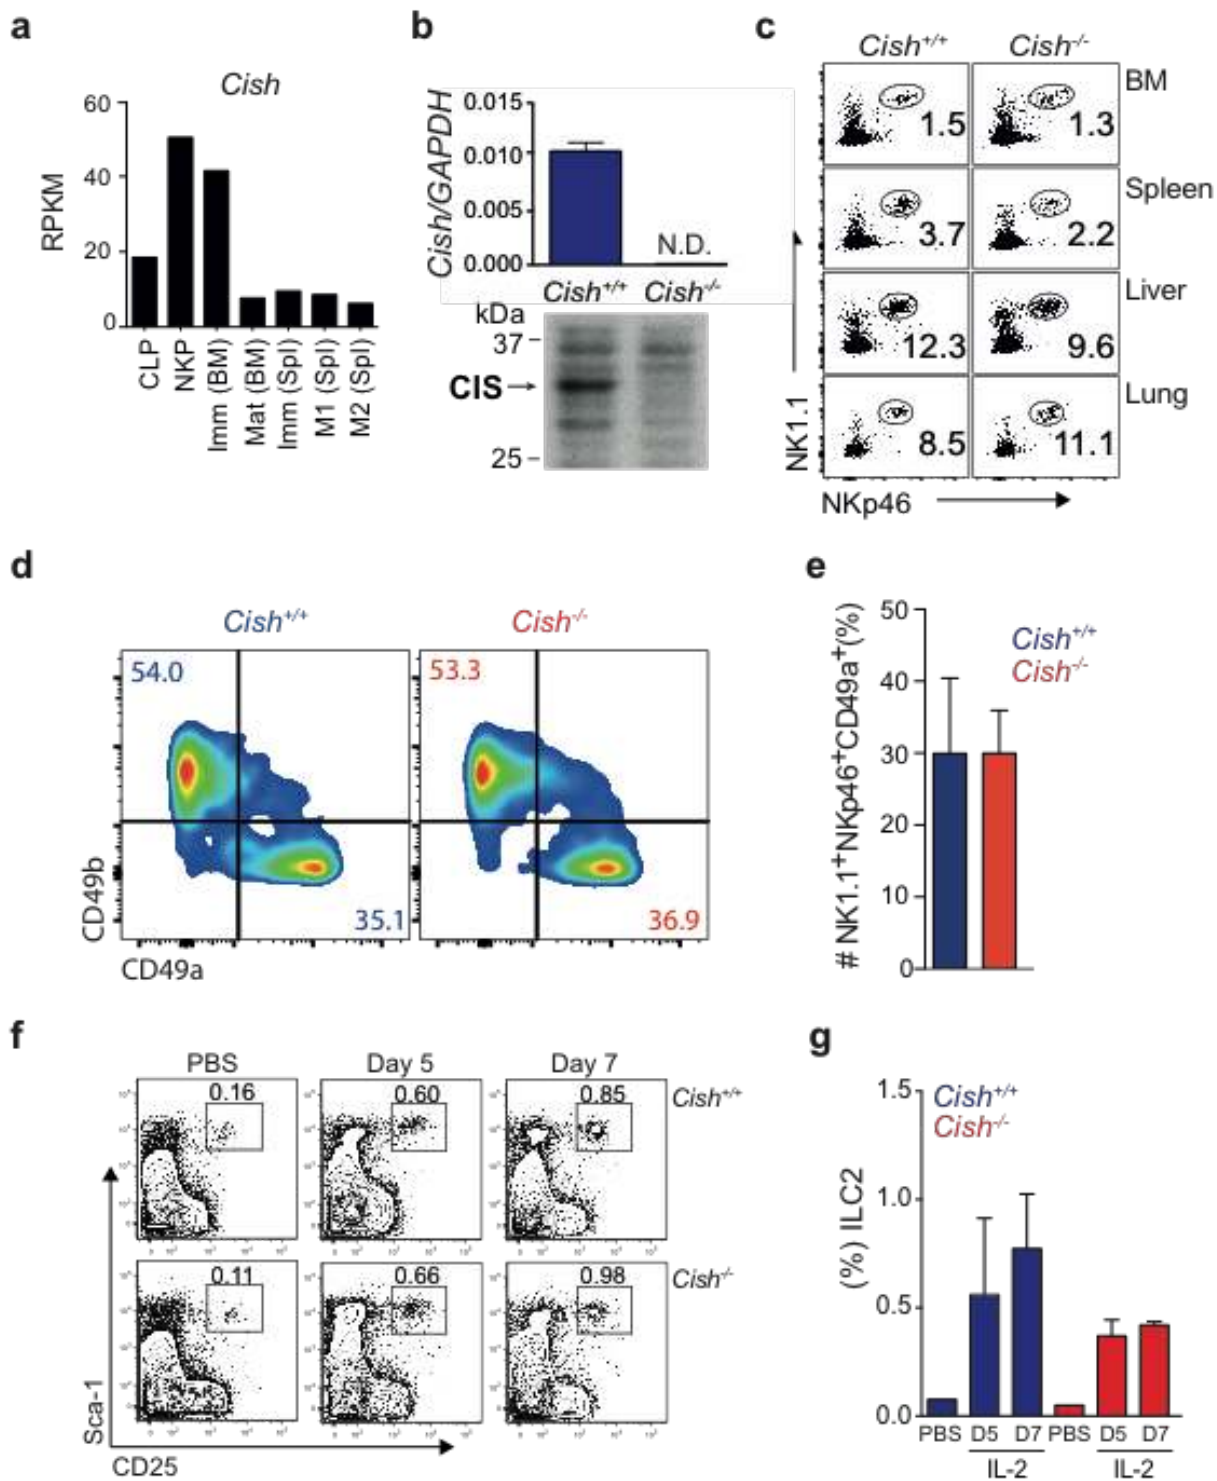 a
Cish
RPKM
60
40
20
0
CLP
NKP
Imm (BM)
Mat (BM)
Imm (Spl)
M1 (Spl)
M2 (Spl)
b
Cish/GAPDH
0.015
0.010
0.005
0.000
N.D.
Cish+/+ Cish-/-
kDa
37
CIS
25
c
Cish+/+ Cish-/-
1.5 1.3 BM
3.7 2.2 Spleen
12.3 9.6 Liver
8.5 11.1 Lung
NK1.1
NKp46
d
Cish+/+ Cish-/-
54.0 53.3
35.1 36.9
CD49b
CD49a
e
# NK1.1+NKp46+CD49a+(%)
50
40
30
20
10
0
Cish+/+
Cish-/-
f
PBS Day 5 Day 7
0.16 0.60 0.85 Cish+/+
0.11 0.66 0.98 Cish-/-
Sca-1
CD25
g
(%) ILC2
1.5
1.0
0.5
0.0
Cish+/+
Cish-/-
PBS D5 D7 PBS D5 D7
IL-2 IL-2